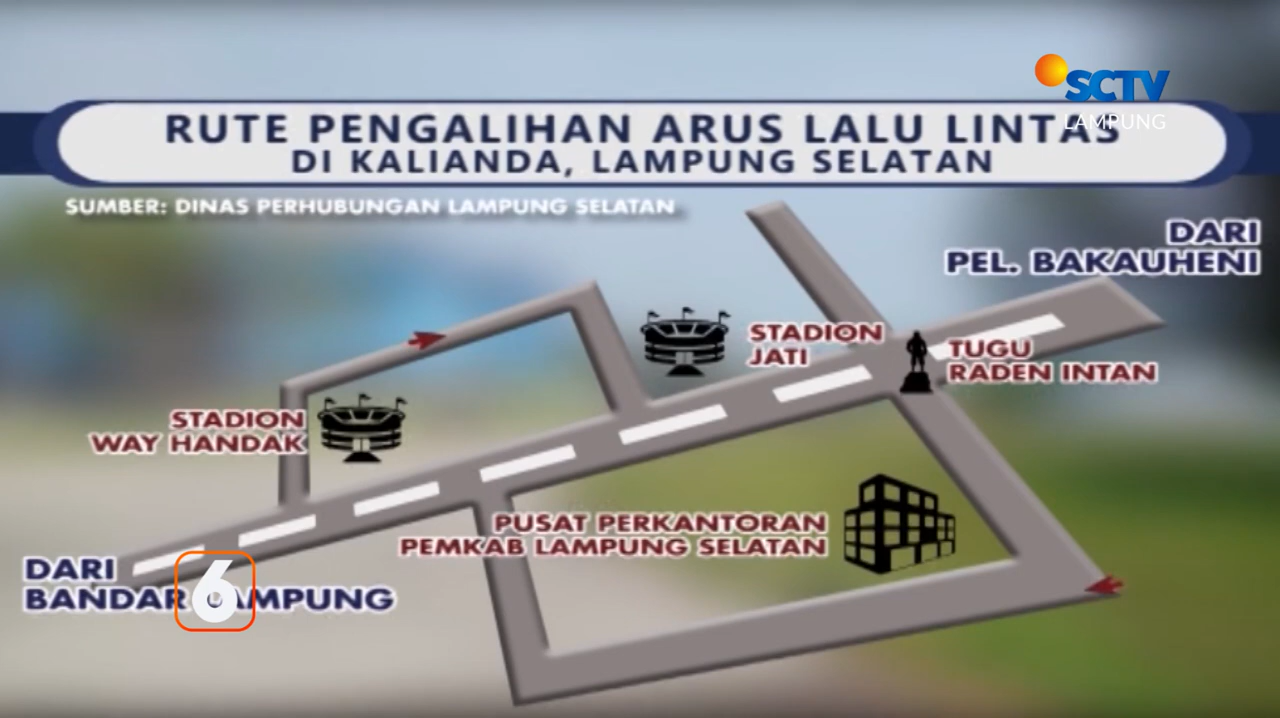 SCTV
LAMPUNG
RUTE PENGALIHAN ARUS LALU LINTAS
DI KALIANDA, LAMPUNG SELATAN
SUMBER: DINAS PERHUBUNGAN LAMPUNG SELATAN
DARI
PEL. BAKAUHENI
STADION
JATI
TUGU
RADEN INTAN
STADION
WAY HANDAK
PUSAT PERKANTORAN
PEMKAB LAMPUNG SELATAN
DARI
BANDAR LAMPUNG
6